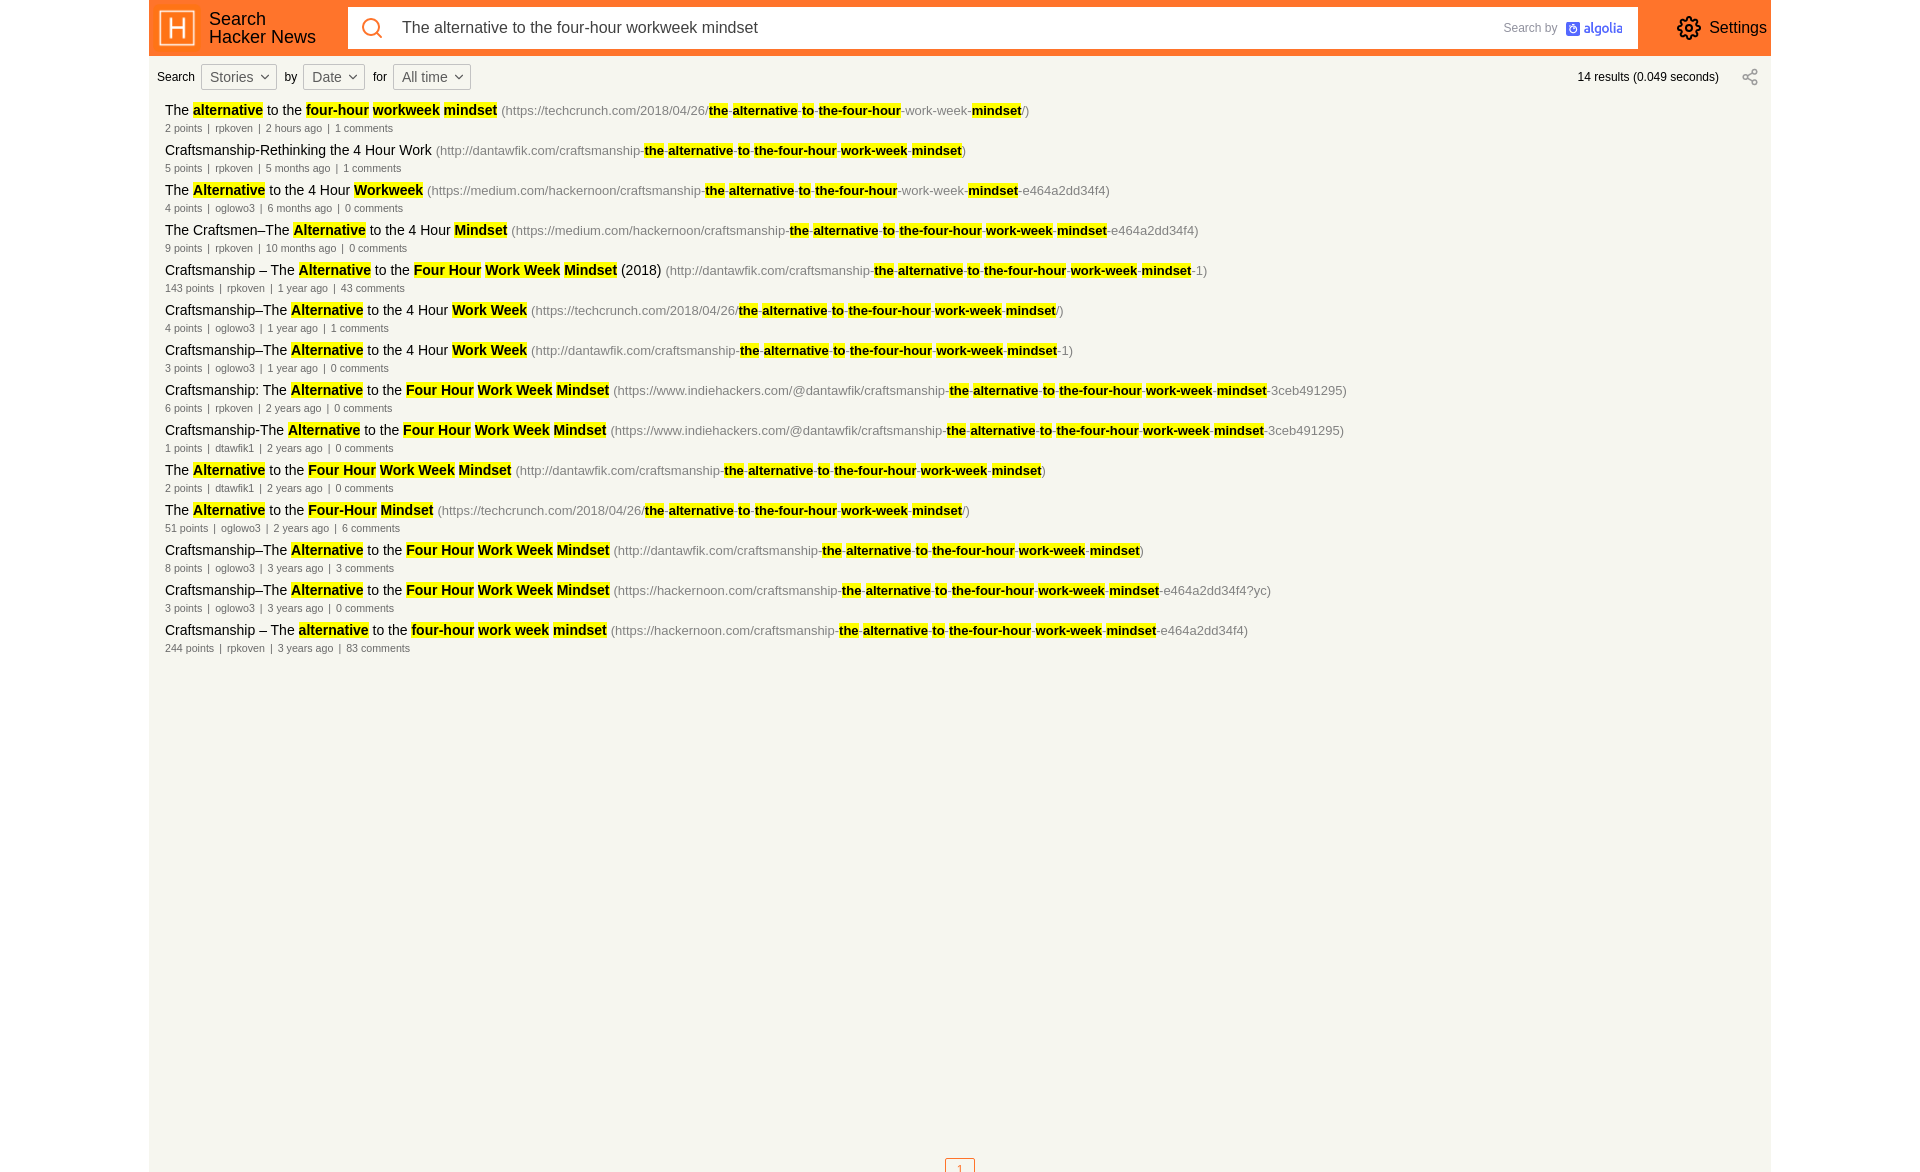 H
Search
Hacker News
The alternative to the four-hour workweek mindset
Search by algolia
Settings
Search Stories by Date for All time
14 results (0.049 seconds)
The alternative to the four-hour workweek mindset (https://techcrunch.com/2018/04/26/the-alternative-to-the-four-hour-work-week-mindset/)
2 points | rpkoven | 2 hours ago | 1 comments
Craftsmanship-Rethinking the 4 Hour Work (http://dantawfik.com/craftsmanship-the-alternative-to-the-four-hour-work-week-mindset)
5 points | rpkoven | 5 months ago | 1 comments
The Alternative to the 4 Hour Workweek (https://medium.com/hackernoon/craftsmanship-the-alternative-to-the-four-hour-work-week-mindset-e464a2dd34f4)
4 points | oglowo3 | 6 months ago | 0 comments
The Craftsmen–The Alternative to the 4 Hour Mindset (https://medium.com/hackernoon/craftsmanship-the-alternative-to-the-four-hour-work-week-mindset-e464a2dd34f4)
9 points | rpkoven | 10 months ago | 0 comments
Craftsmanship – The Alternative to the Four Hour Work Week Mindset (2018) (http://dantawfik.com/craftsmanship-the-alternative-to-the-four-hour-work-week-mindset-1)
143 points | rpkoven | 1 year ago | 43 comments
Craftsmanship–The Alternative to the 4 Hour Work Week (https://techcrunch.com/2018/04/26/the-alternative-to-the-four-hour-work-week-mindset/)
4 points | oglowo3 | 1 year ago | 1 comments
Craftsmanship–The Alternative to the 4 Hour Work Week (http://dantawfik.com/craftsmanship-the-alternative-to-the-four-hour-work-week-mindset-1)
3 points | oglowo3 | 1 year ago | 0 comments
Craftsmanship: The Alternative to the Four Hour Work Week Mindset (https://www.indiehackers.com/@dantawfik/craftsmanship-the-alternative-to-the-four-hour-work-week-mindset-3ceb491295)
6 points | rpkoven | 2 years ago | 0 comments
Craftsmanship-The Alternative to the Four Hour Work Week Mindset (https://www.indiehackers.com/@dantawfik/craftsmanship-the-alternative-to-the-four-hour-work-week-mindset-3ceb491295)
1 points | dtawfik1 | 2 years ago | 0 comments
The Alternative to the Four Hour Work Week Mindset (http://dantawfik.com/craftsmanship-the-alternative-to-the-four-hour-work-week-mindset)
2 points | dtawfik1 | 2 years ago | 0 comments
The Alternative to the Four-Hour Mindset (https://techcrunch.com/2018/04/26/the-alternative-to-the-four-hour-work-week-mindset/)
51 points | oglowo3 | 2 years ago | 6 comments
Craftsmanship–The Alternative to the Four Hour Work Week Mindset (http://dantawfik.com/craftsmanship-the-alternative-to-the-four-hour-work-week-mindset)
8 points | oglowo3 | 3 years ago | 3 comments
Craftsmanship–The Alternative to the Four Hour Work Week Mindset (https://hackernoon.com/craftsmanship-the-alternative-to-the-four-hour-work-week-mindset-e464a2dd34f4?yc)
3 points | oglowo3 | 3 years ago | 0 comments
Craftsmanship – The alternative to the four-hour work week mindset (https://hackernoon.com/craftsmanship-the-alternative-to-the-four-hour-work-week-mindset-e464a2dd34f4)
244 points | rpkoven | 3 years ago | 83 comments
1